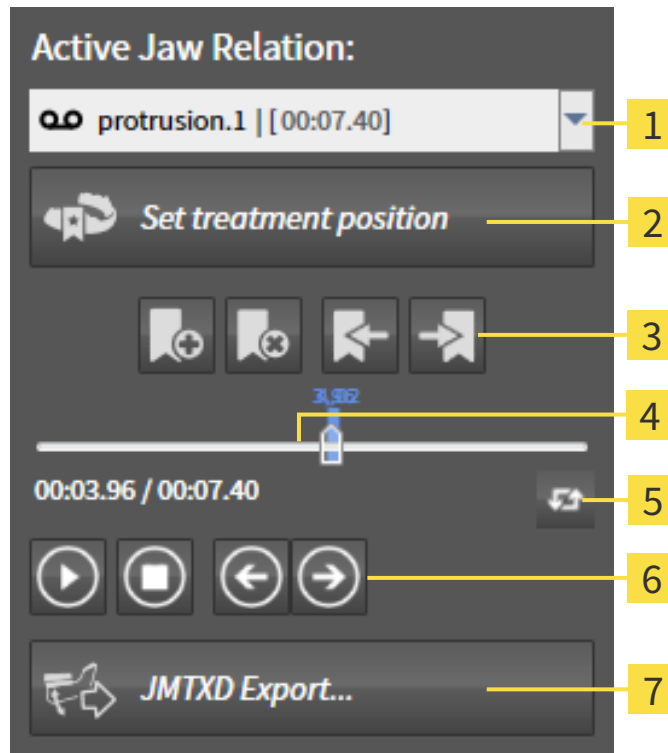 Active Jaw Relation:
protrusion.1 | [00:07.40]
1
Set treatment position
2
3
4
00:03.96 / 00:07.40
5
6
JMTXD Export...
7